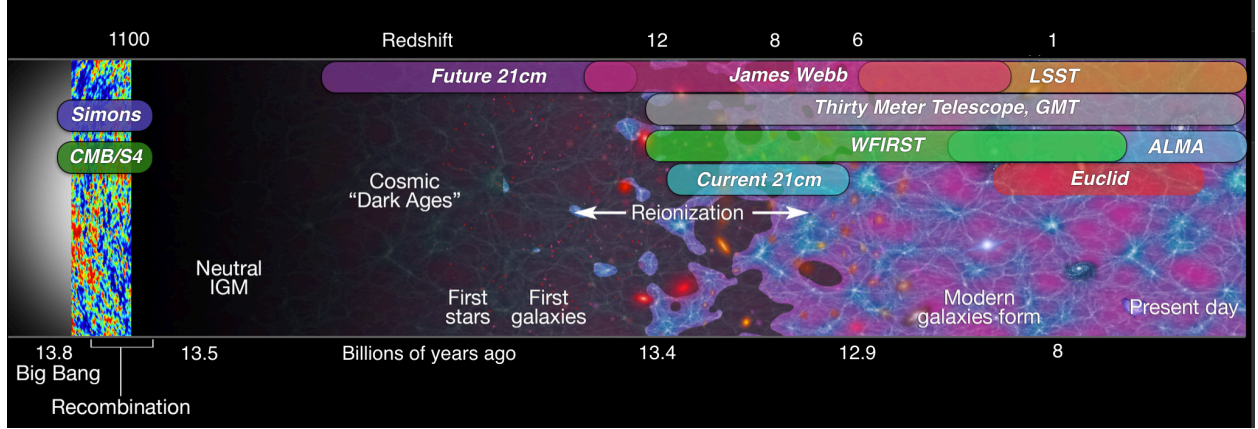 1100 Redshift 12 8 6 1
Future 21cm James Webb LSST
Simons Thirty Meter Telescope, GMT
CMB/S4 WFIRST ALMA
Current 21cm Euclid
Cosmic
"Dark Ages"
Reionization
Neutral
IGM
First
stars
First
galaxies
Modern
galaxies form
Present day
13.8 13.5 Billions of years ago 13.4 12.9 8
Big Bang
Recombination